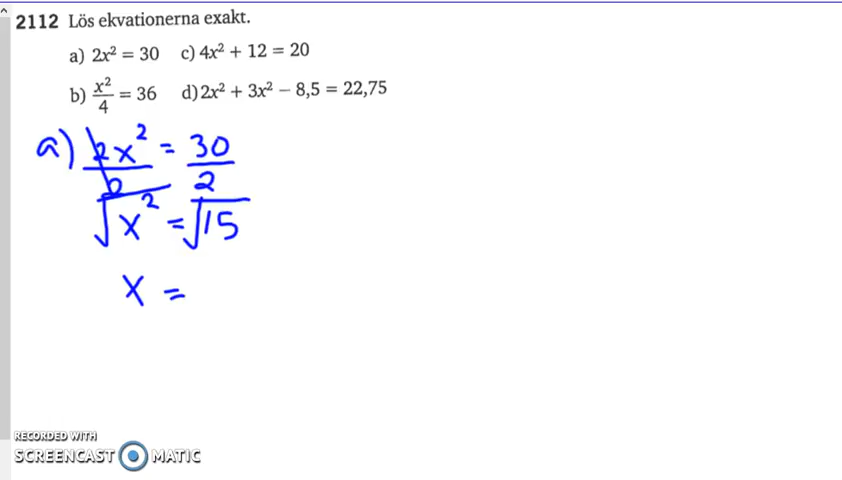 2112 Lös ekvationerna exakt.
a) 2x² = 30 c) 4x² + 12 = 20
b) x²/4 = 36 d) 2x² + 3x² − 8,5 = 22,75
a) 2x²/2 = 30/2
√x² = √15
x =
RECORDED WITH
SCREENCAST MATIC